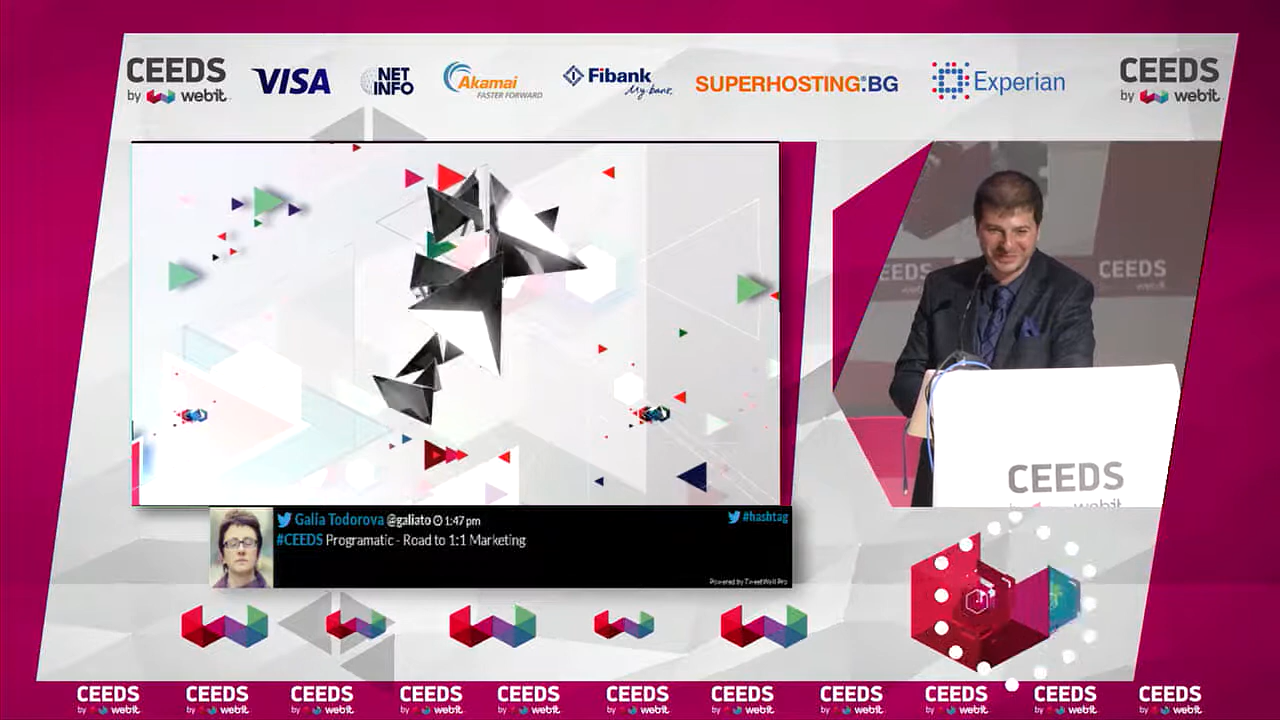 CEEDS
by webit
VISA
NET
INFO
Akamai
FASTER FORWARD
Fibank
My bank.
SUPERHOSTING.BG
Experian
CEEDS
by webit
EEDS
CEEDS
webit
CEEDS
Galia Todorova @galiato 1:47 pm
#hashtag
#CEEDS Programatic - Road to 1:1 Marketing
Powered by TweetWall Pro
CEEDS CEEDS CEEDS CEEDS CEEDS CEEDS CEEDS CEEDS CEEDS CEEDS CEEDS
by webit by webit by webit by webit by webit by webit by webit by webit by webit by webit by webit